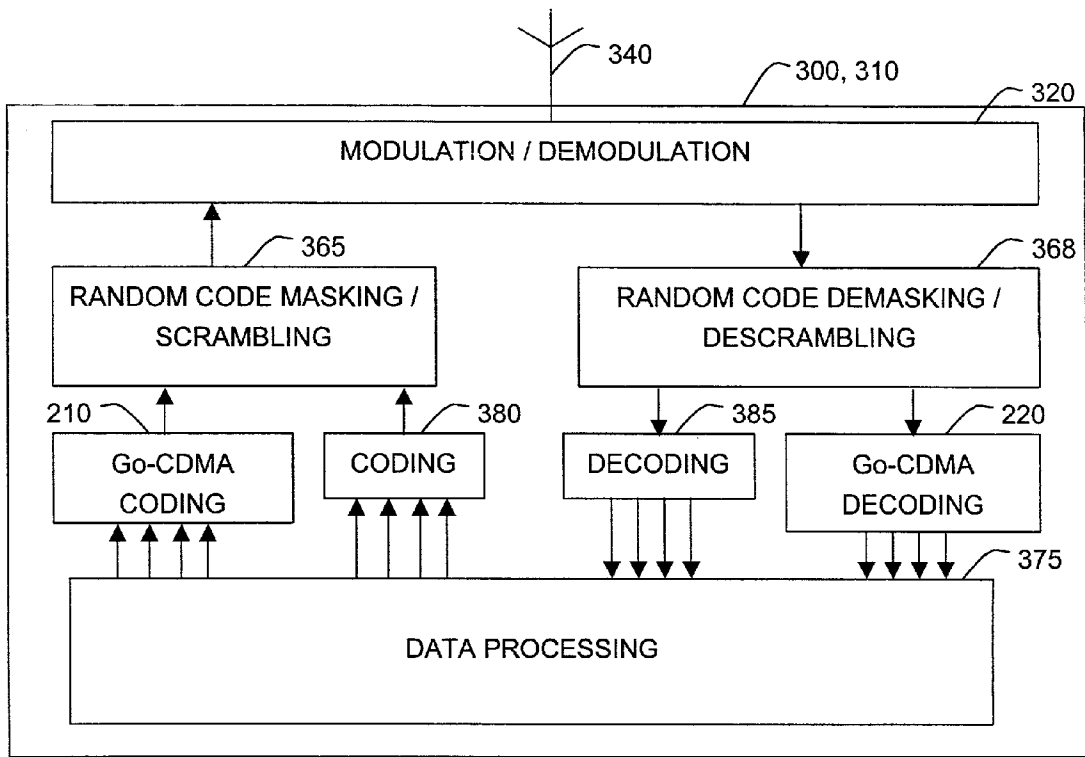 340
300, 310
320
MODULATION / DEMODULATION
365
368
RANDOM CODE MASKING /
SCRAMBLING
RANDOM CODE DEMASKING /
DESCRAMBLING
210
380
385
220
Go-CDMA
CODING
CODING
DECODING
Go-CDMA
DECODING
375
DATA PROCESSING